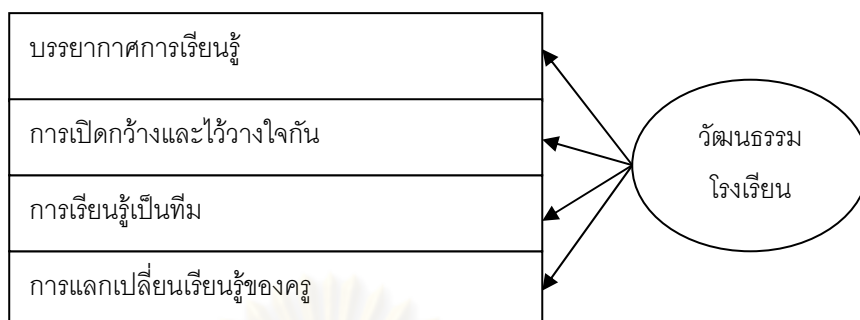 บรรยากาศการเรียนรู้
การเปิดกว้างและไว้วางใจกัน
การเรียนรู้เป็นทีม
การแลกเปลี่ยนเรียนรู้ของครู
วัฒนธรรม
โรงเรียน